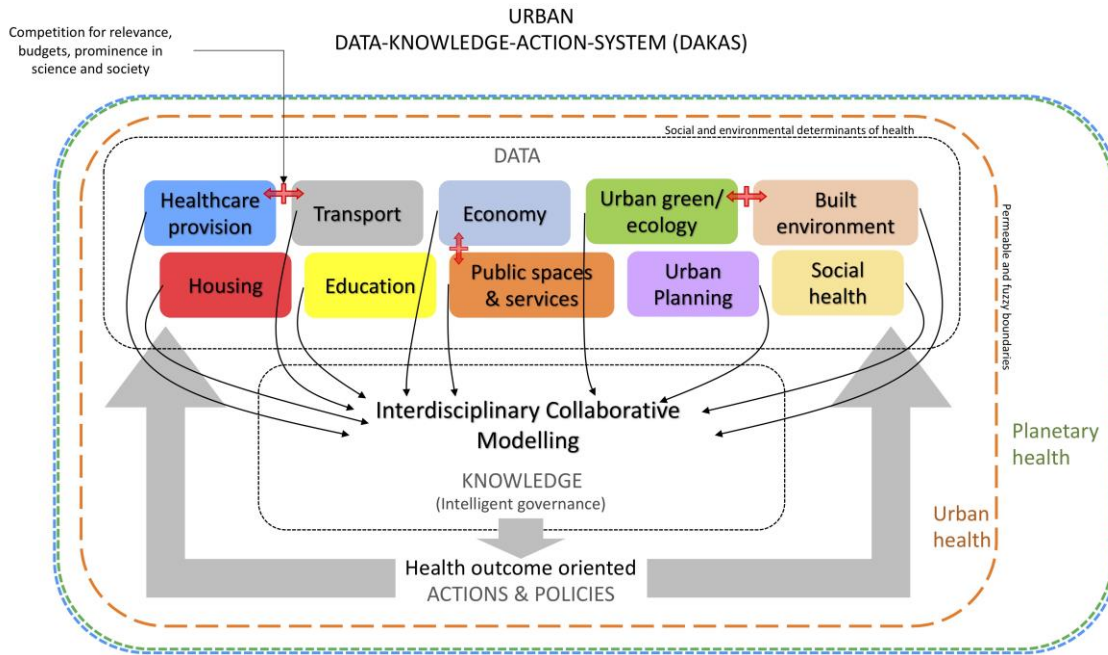 URBAN
DATA-KNOWLEDGE-ACTION-SYSTEM (DAKAS)
Competition for relevance,
budgets, prominence in
science and society
Social and environmental determinants of health
DATA
Healthcare
provision
Transport
Economy
Urban green/
ecology
Built
environment
Housing
Education
Public spaces
& services
Urban
Planning
Social
health
Permeable and fuzzy boundaries
Interdisciplinary Collaborative
Modelling
KNOWLEDGE
(Intelligent governance)
Planetary
health
Urban
health
Health outcome oriented
ACTIONS & POLICIES